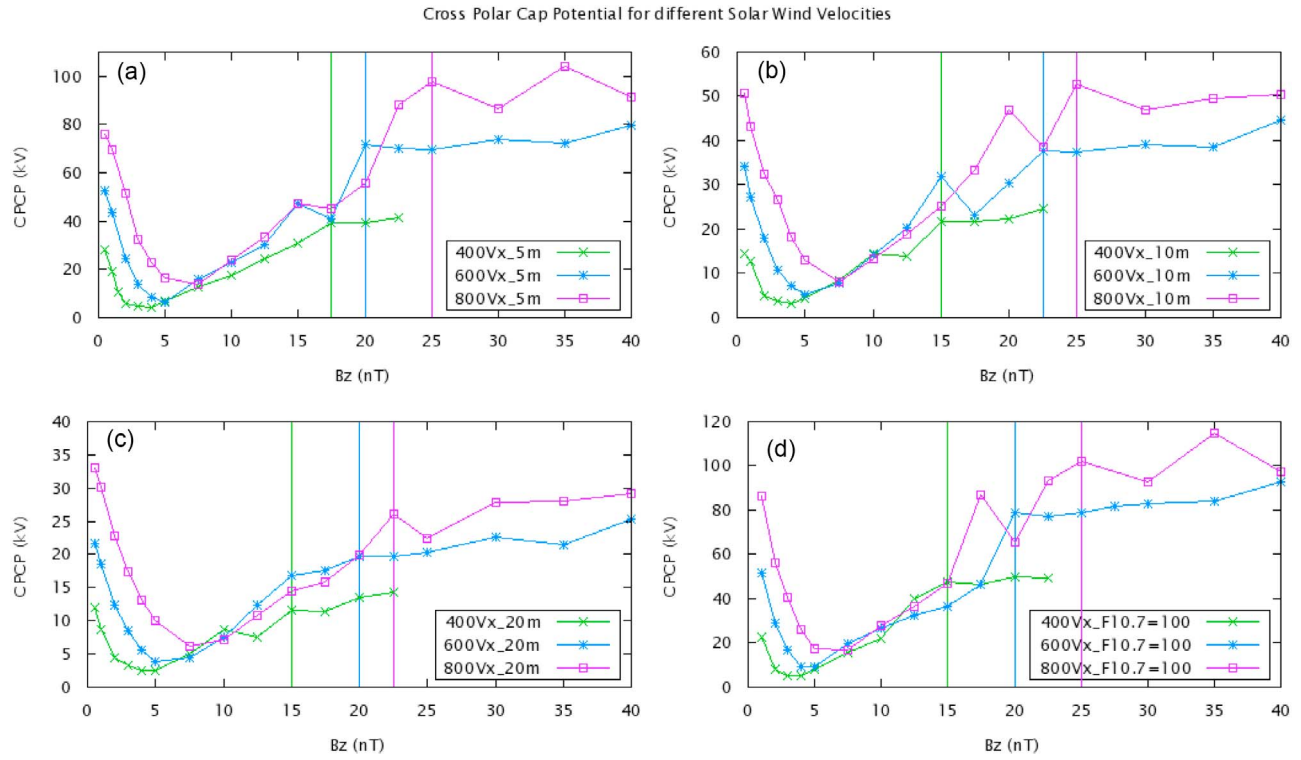 Cross Polar Cap Potential for different Solar Wind Velocities
(a)
CPCP (kV)
100
80
60
40
20
0
400Vx_5m
600Vx_5m
800Vx_5m
0 5 10 15 20 25 30 35 40
Bz (nT)
(b)
CPCP (kV)
60
50
40
30
20
10
0
400Vx_10m
600Vx_10m
800Vx_10m
0 5 10 15 20 25 30 35 40
Bz (nT)
(c)
CPCP (kV)
40
35
30
25
20
15
10
5
0
400Vx_20m
600Vx_20m
800Vx_20m
0 5 10 15 20 25 30 35 40
Bz (nT)
(d)
CPCP (kV)
120
100
80
60
40
20
0
400Vx_F10.7=100
600Vx_F10.7=100
800Vx_F10.7=100
0 5 10 15 20 25 30 35 40
Bz (nT)